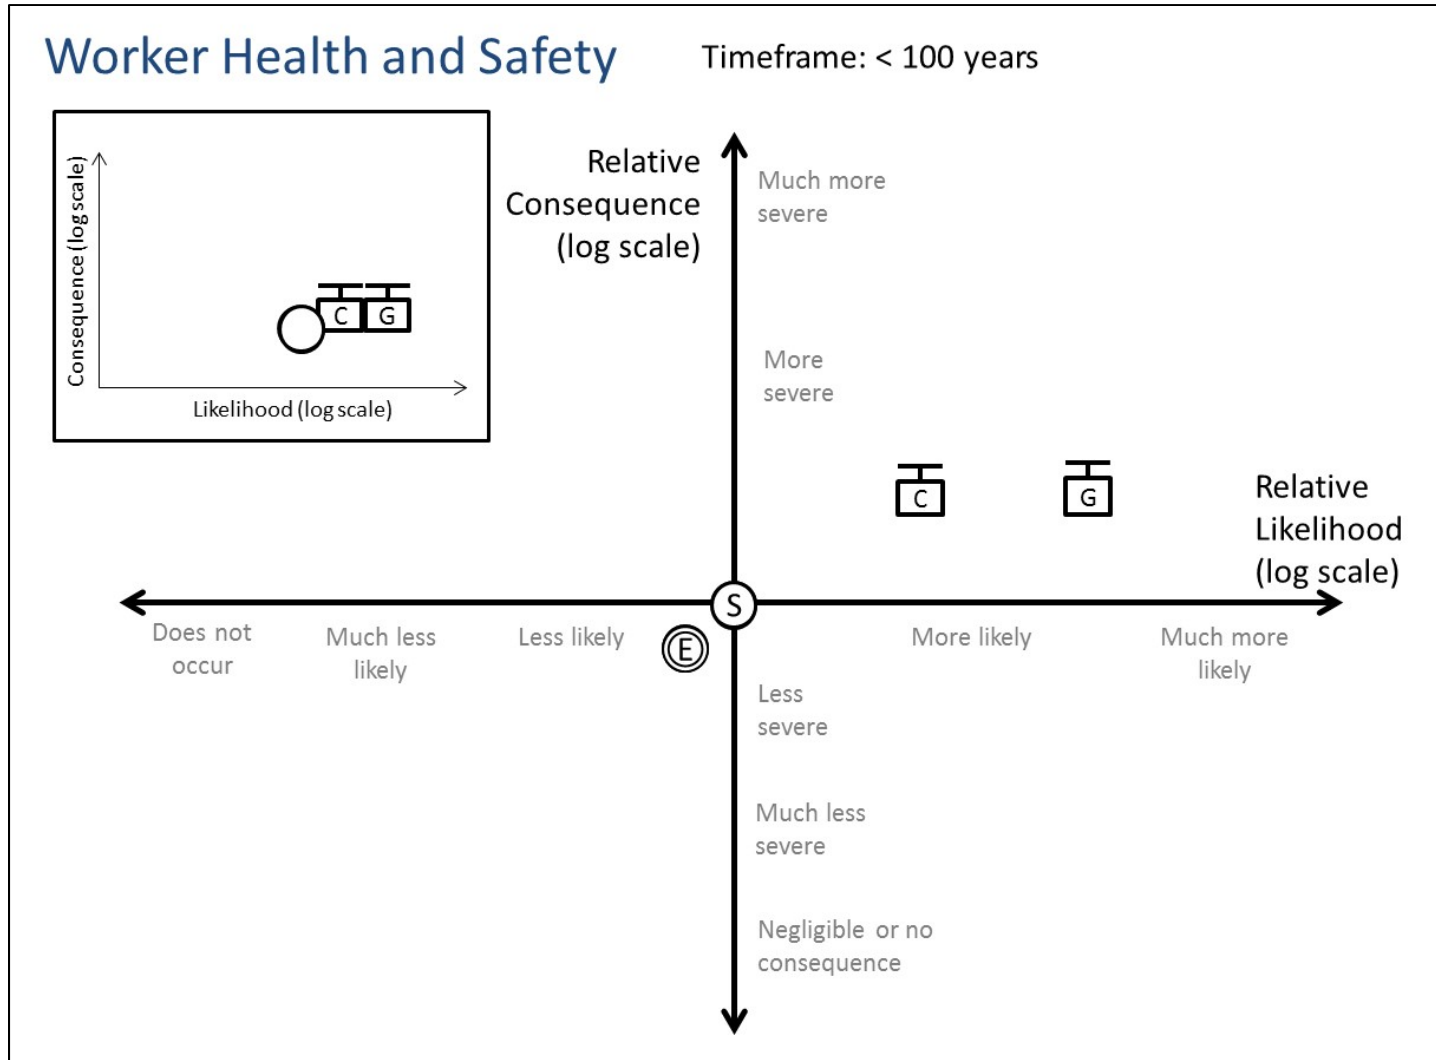 Worker Health and Safety
Timeframe: < 100 years
Consequence (log scale)
C
G
Likelihood (log scale)
Relative
Consequence
(log scale)
Much more
severe
More
severe
C
G
Relative
Likelihood
(log scale)
S
E
Does not
occur
Much less
likely
Less likely
More likely
Much more
likely
Less
severe
Much less
severe
Negligible or no
consequence